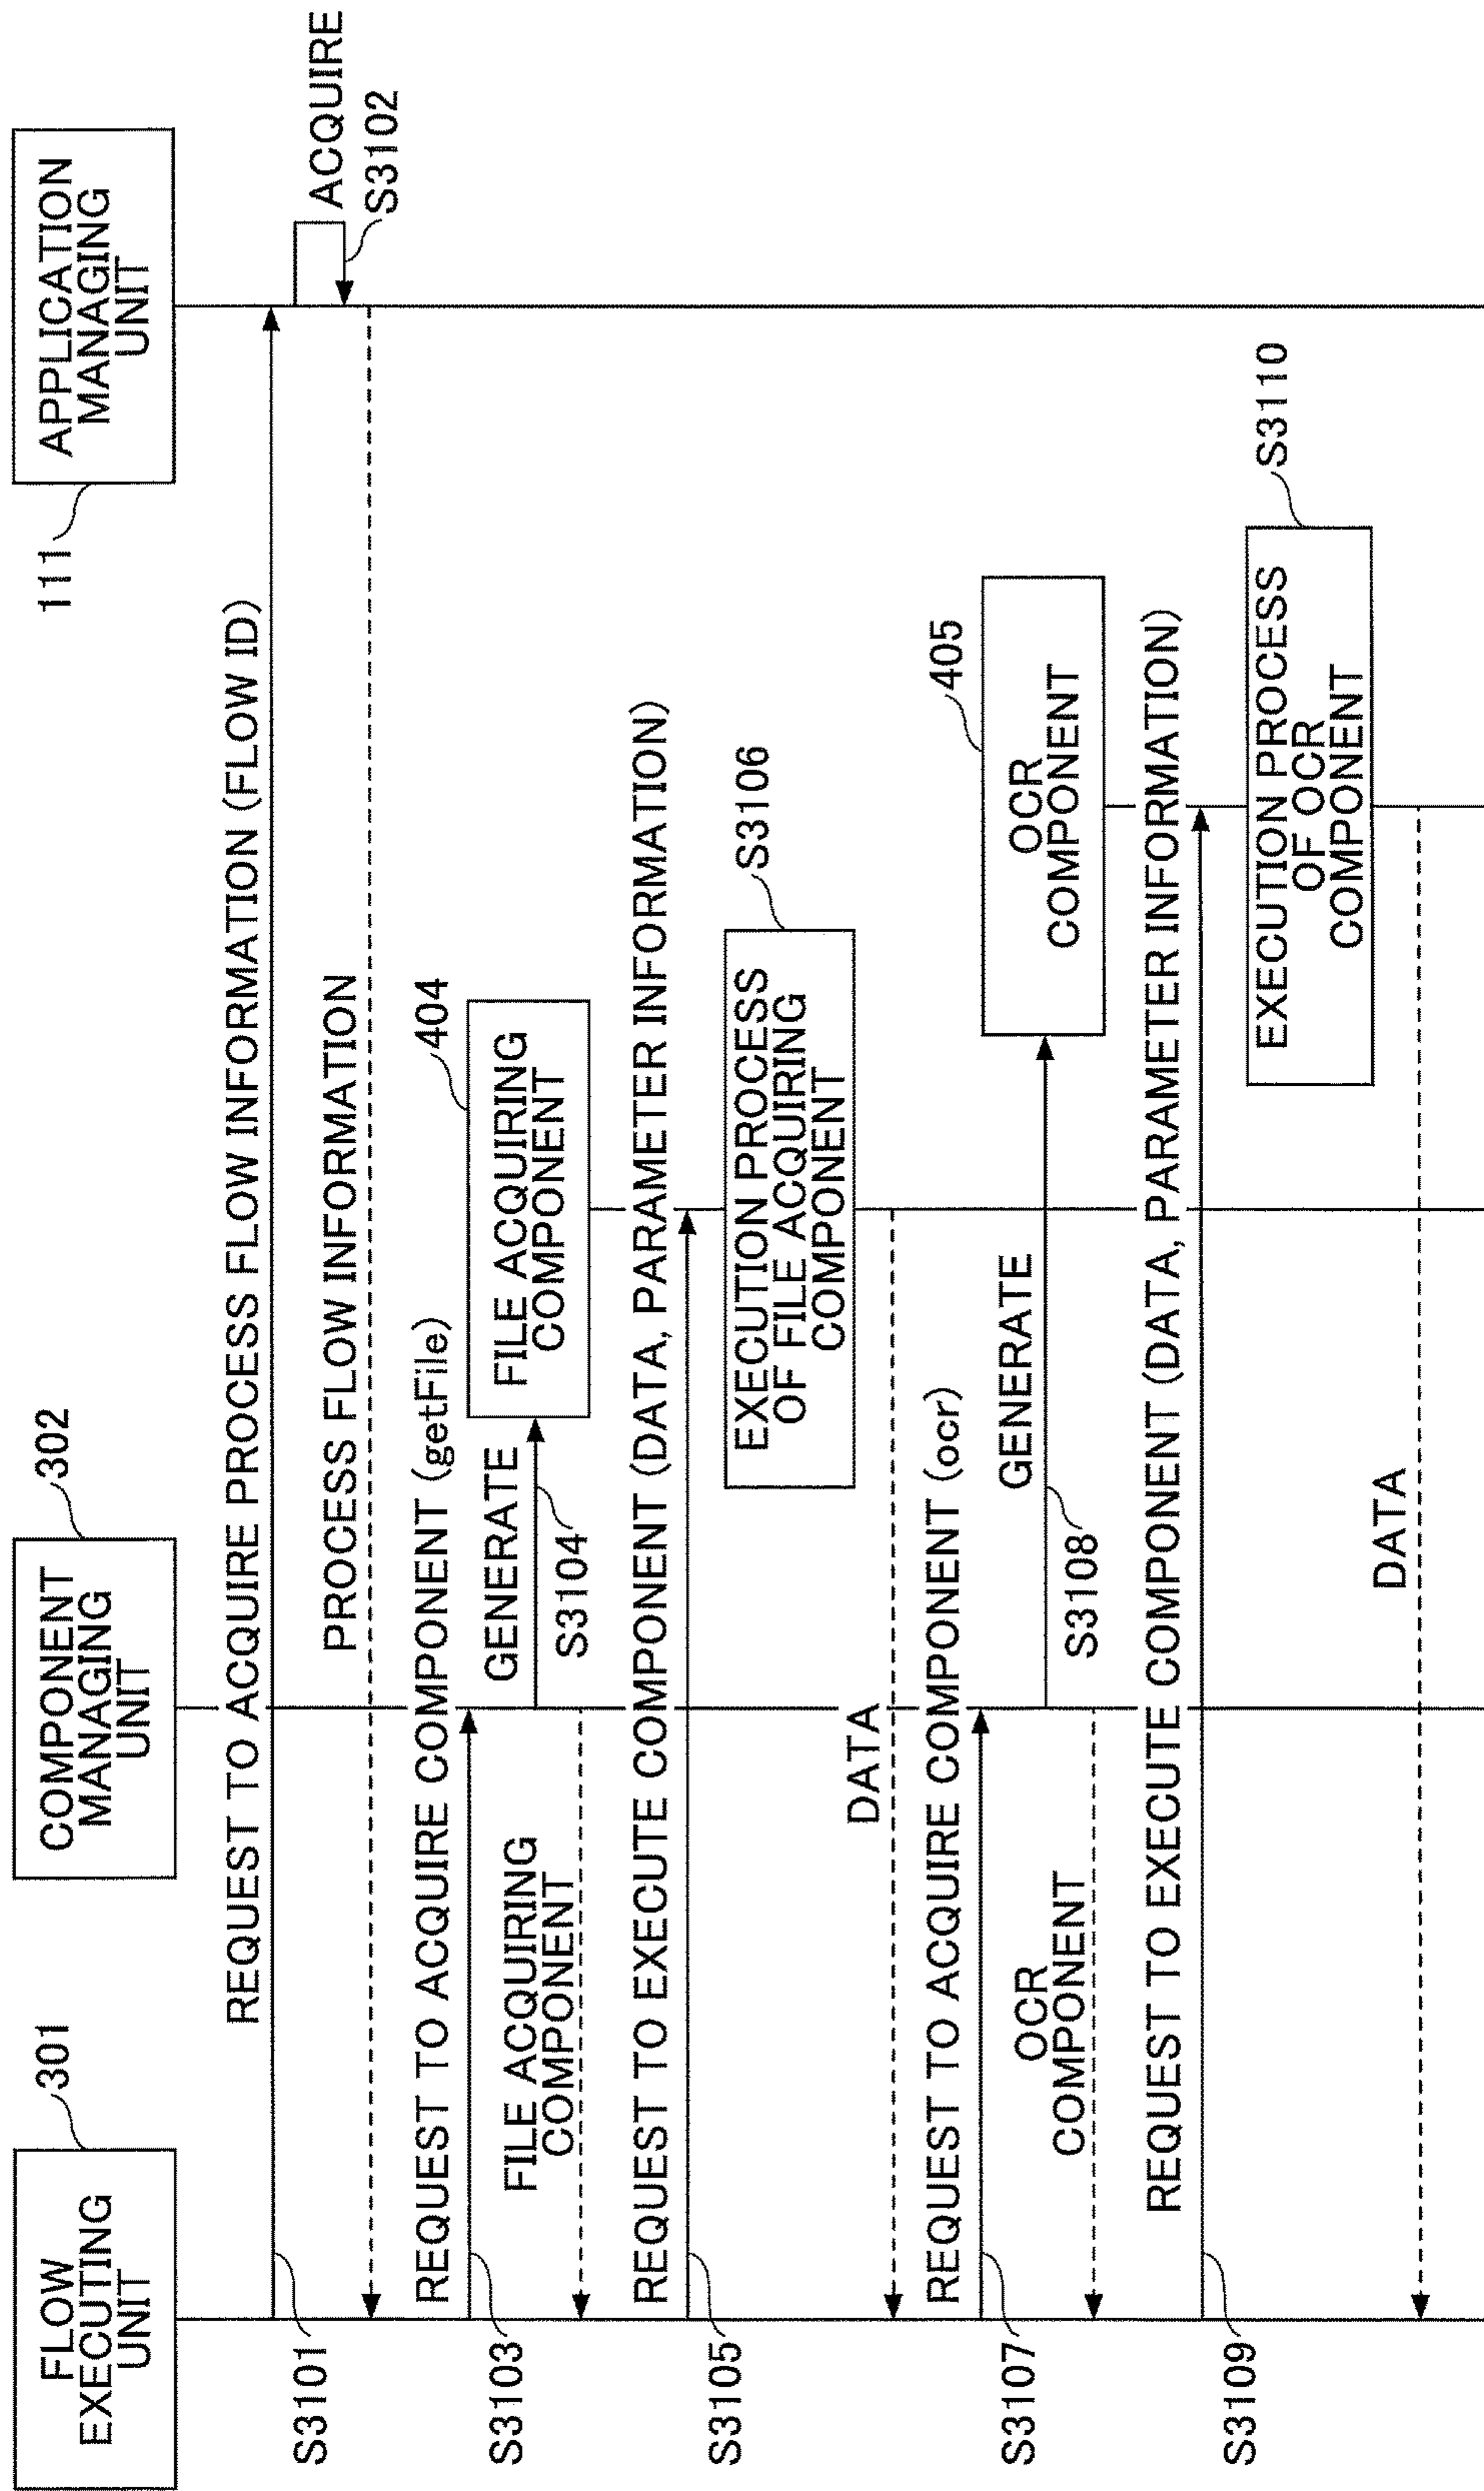 FLOW
EXECUTING
UNIT
301
COMPONENT
MANAGING
UNIT
302
APPLICATION
MANAGING
UNIT
111
REQUEST TO ACQUIRE PROCESS FLOW INFORMATION (FLOW ID)
S3101
ACQUIRE
S3102
PROCESS FLOW INFORMATION
REQUEST TO ACQUIRE COMPONENT (getFile)
S3103
GENERATE
S3104
FILE ACQUIRING
COMPONENT
404
FILE ACQUIRING
COMPONENT
REQUEST TO EXECUTE COMPONENT (DATA, PARAMETER INFORMATION)
S3105
EXECUTION PROCESS
OF FILE ACQUIRING
COMPONENT
S3106
DATA
REQUEST TO ACQUIRE COMPONENT (ocr)
S3107
GENERATE
S3108
OCR
COMPONENT
405
OCR
COMPONENT
REQUEST TO EXECUTE COMPONENT (DATA, PARAMETER INFORMATION)
S3109
EXECUTION PROCESS
OF OCR
COMPONENT
S3110
DATA